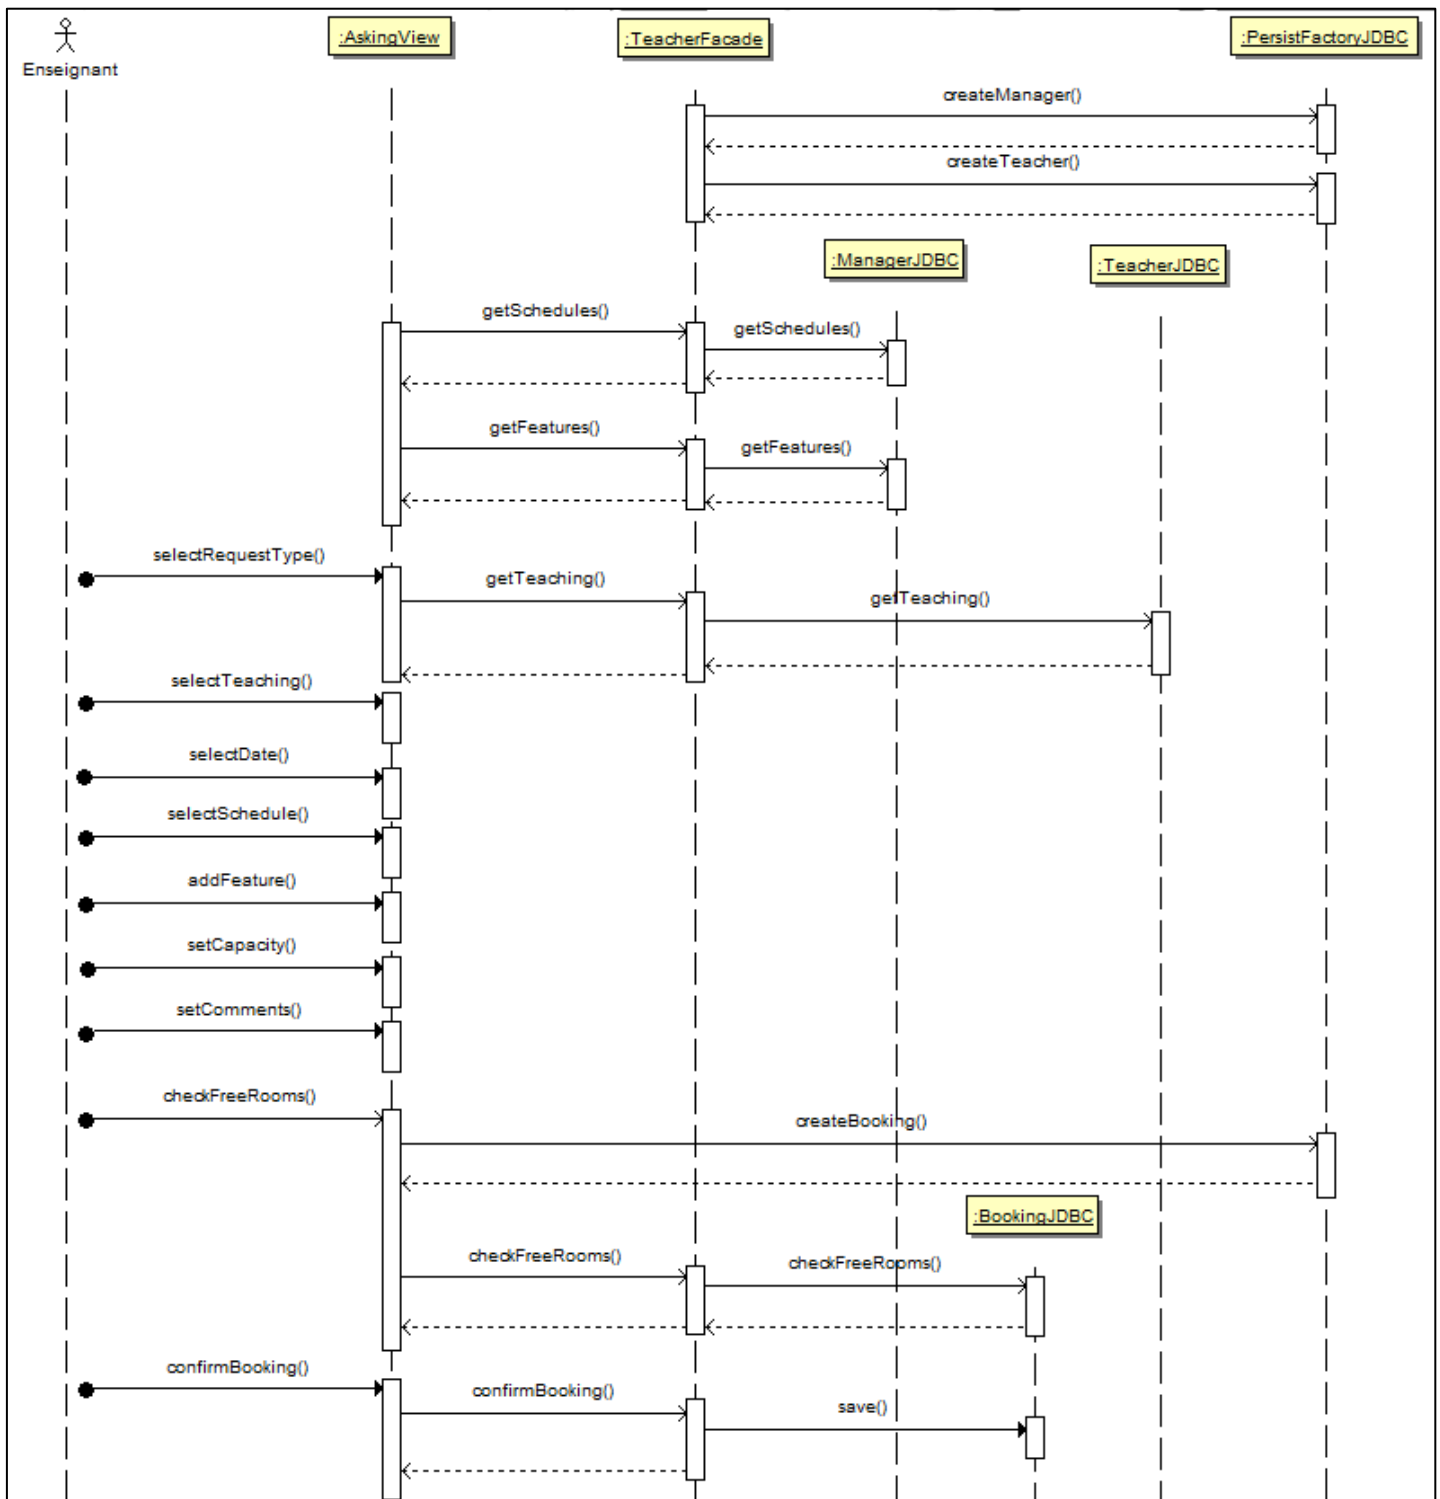 :AskingView
:TeacherFacade
:PersistFactoryJDBC
Enseignant
createManager()
createTeacher()
:ManagerJDBC
:TeacherJDBC
getSchedules()
getSchedules()
getFeatures()
getFeatures()
selectRequestType()
getTeaching()
getTeaching()
selectTeaching()
selectDate()
selectSchedule()
addFeature()
setCapacity()
setComments()
checkFreeRooms()
createBooking()
:BookingJDBC
checkFreeRooms()
checkFreeRooms()
confirmBooking()
confirmBooking()
save()